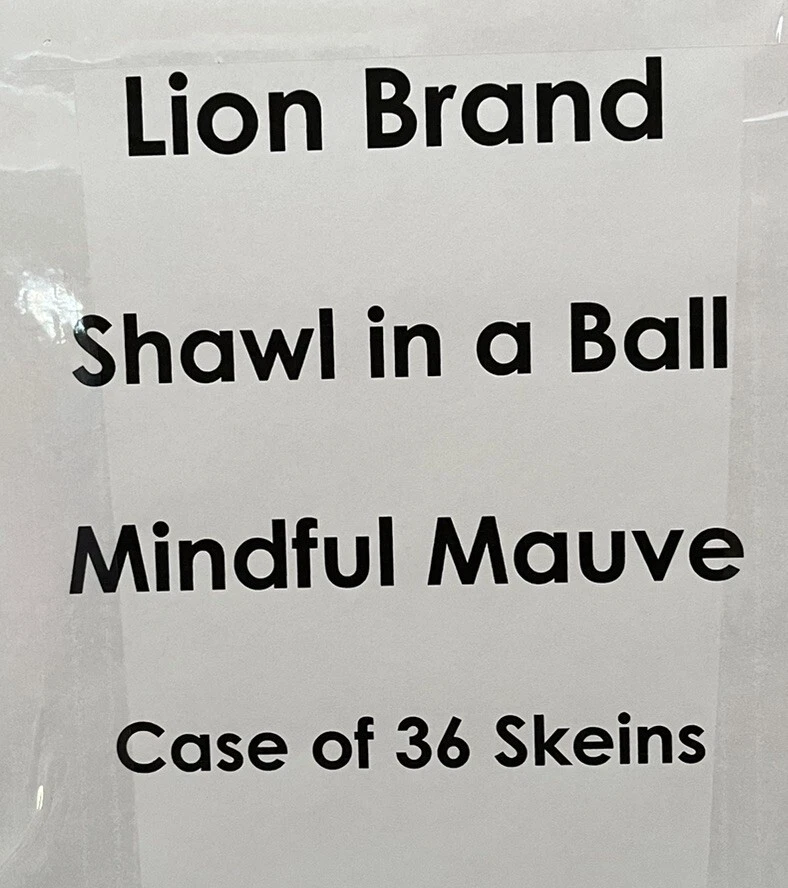 Lion Brand
Shawl in a Ball
Mindful Mauve
Case of 36 Skeins